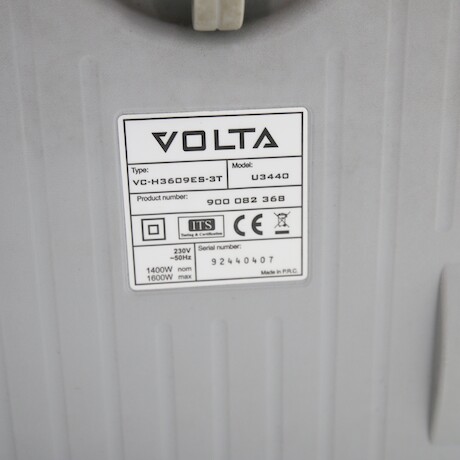 VOLTA
Type: Model:
VC-H3609ES-3T U3440
Product number: 900 082 368
ITS
Testing & Certification
CE
230V
~50Hz
1400W nom
1600W max
Serial number:
92440407
Made in P.R.C.